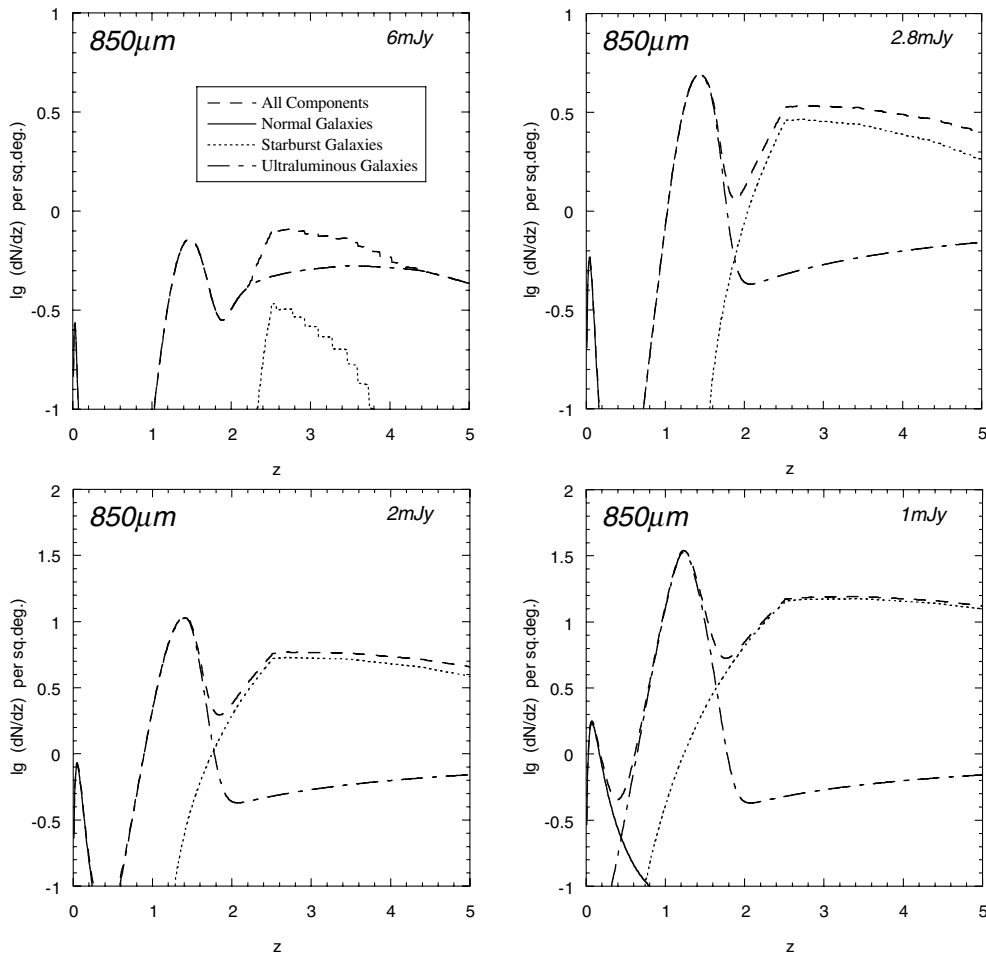 850μm 6mJy
All Components
Normal Galaxies
Starburst Galaxies
Ultraluminous Galaxies
lg (dN/dz) per sq.deg.
1
0.5
0
-0.5
-1
0 1 2 3 4 5
z
850μm 2.8mJy
lg (dN/dz) per sq.deg.
1
0.5
0
-0.5
-1
0 1 2 3 4 5
z
850μm 2mJy
lg (dN/dz) per sq.deg.
2
1.5
1
0.5
0
-0.5
-1
0 1 2 3 4 5
z
850μm 1mJy
lg (dN/dz) per sq.deg.
2
1.5
1
0.5
0
-0.5
-1
0 1 2 3 4 5
z